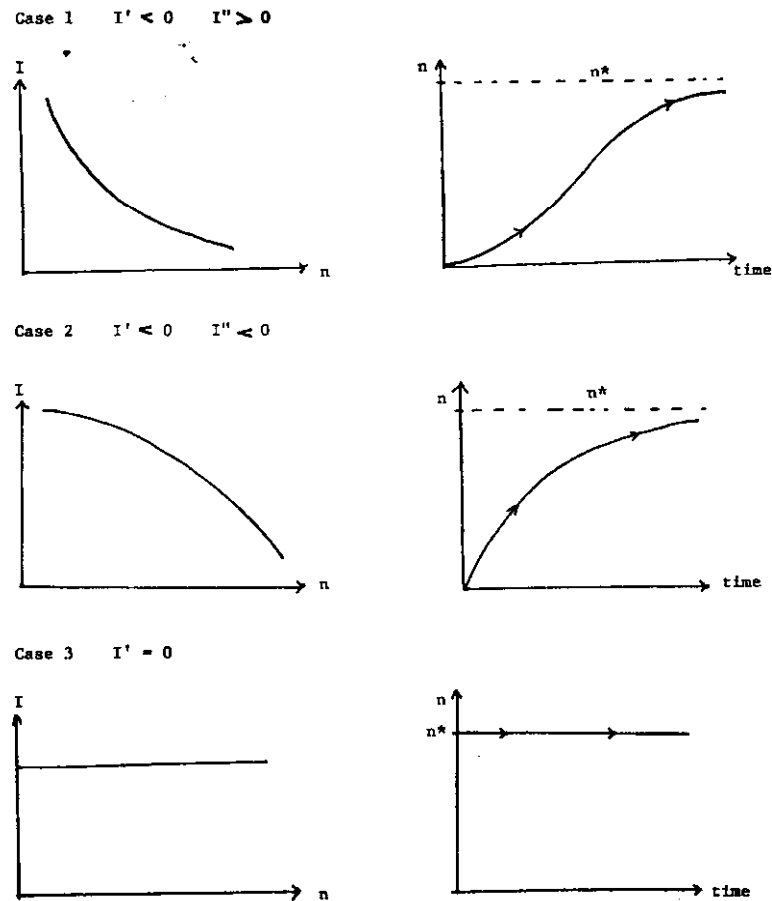 Case 1 I' < 0 I" > 0
I
n
n
n*
time
Case 2 I' < 0 I" < 0
I
n
n
n*
time
Case 3 I' = 0
I
n
n
n*
time